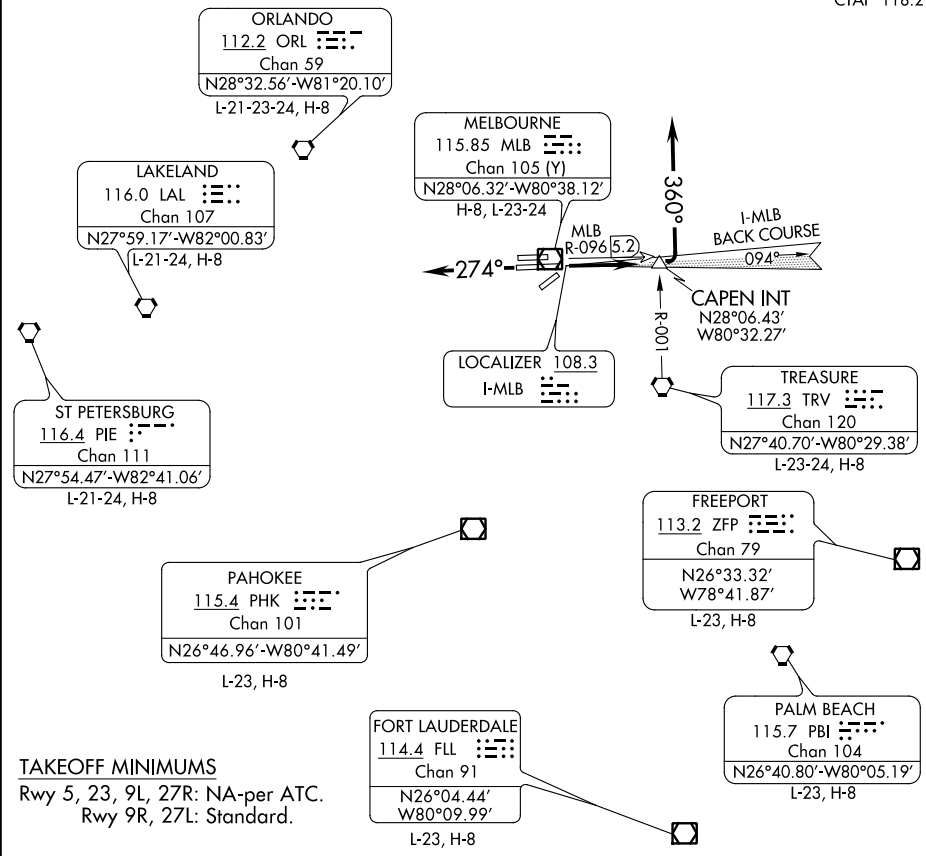 CTAF 118.2
ORLANDO
112.2 ORL
Chan 59
N28°32.56'-W81°20.10'
L-21-23-24, H-8
MELBOURNE
115.85 MLB
Chan 105 (Y)
N28°06.32'-W80°38.12'
H-8, L-23-24
LAKELAND
116.0 LAL
Chan 107
N27°59.17'-W82°00.83'
L-21-24, H-8
360°
I-MLB
BACK COURSE
094°
MLB
R-096 5.2
274°
CAPEN INT
N28°06.43'
W80°32.27'
R-001
LOCALIZER 108.3
I-MLB
TREASURE
117.3 TRV
Chan 120
N27°40.70'-W80°29.38'
L-23-24, H-8
ST PETERSBURG
116.4 PIE
Chan 111
N27°54.47'-W82°41.06'
L-21-24, H-8
FREEPORT
113.2 ZFP
Chan 79
N26°33.32'
W78°41.87'
L-23, H-8
PAHOKEE
115.4 PHK
Chan 101
N26°46.96'-W80°41.49'
L-23, H-8
PALM BEACH
115.7 PBI
Chan 104
N26°40.80'-W80°05.19'
L-23, H-8
FORT LAUDERDALE
114.4 FLL
Chan 91
N26°04.44'
W80°09.99'
L-23, H-8
TAKEOFF MINIMUMS
Rwy 5, 23, 9L, 27R: NA-per ATC.
Rwy 9R, 27L: Standard.